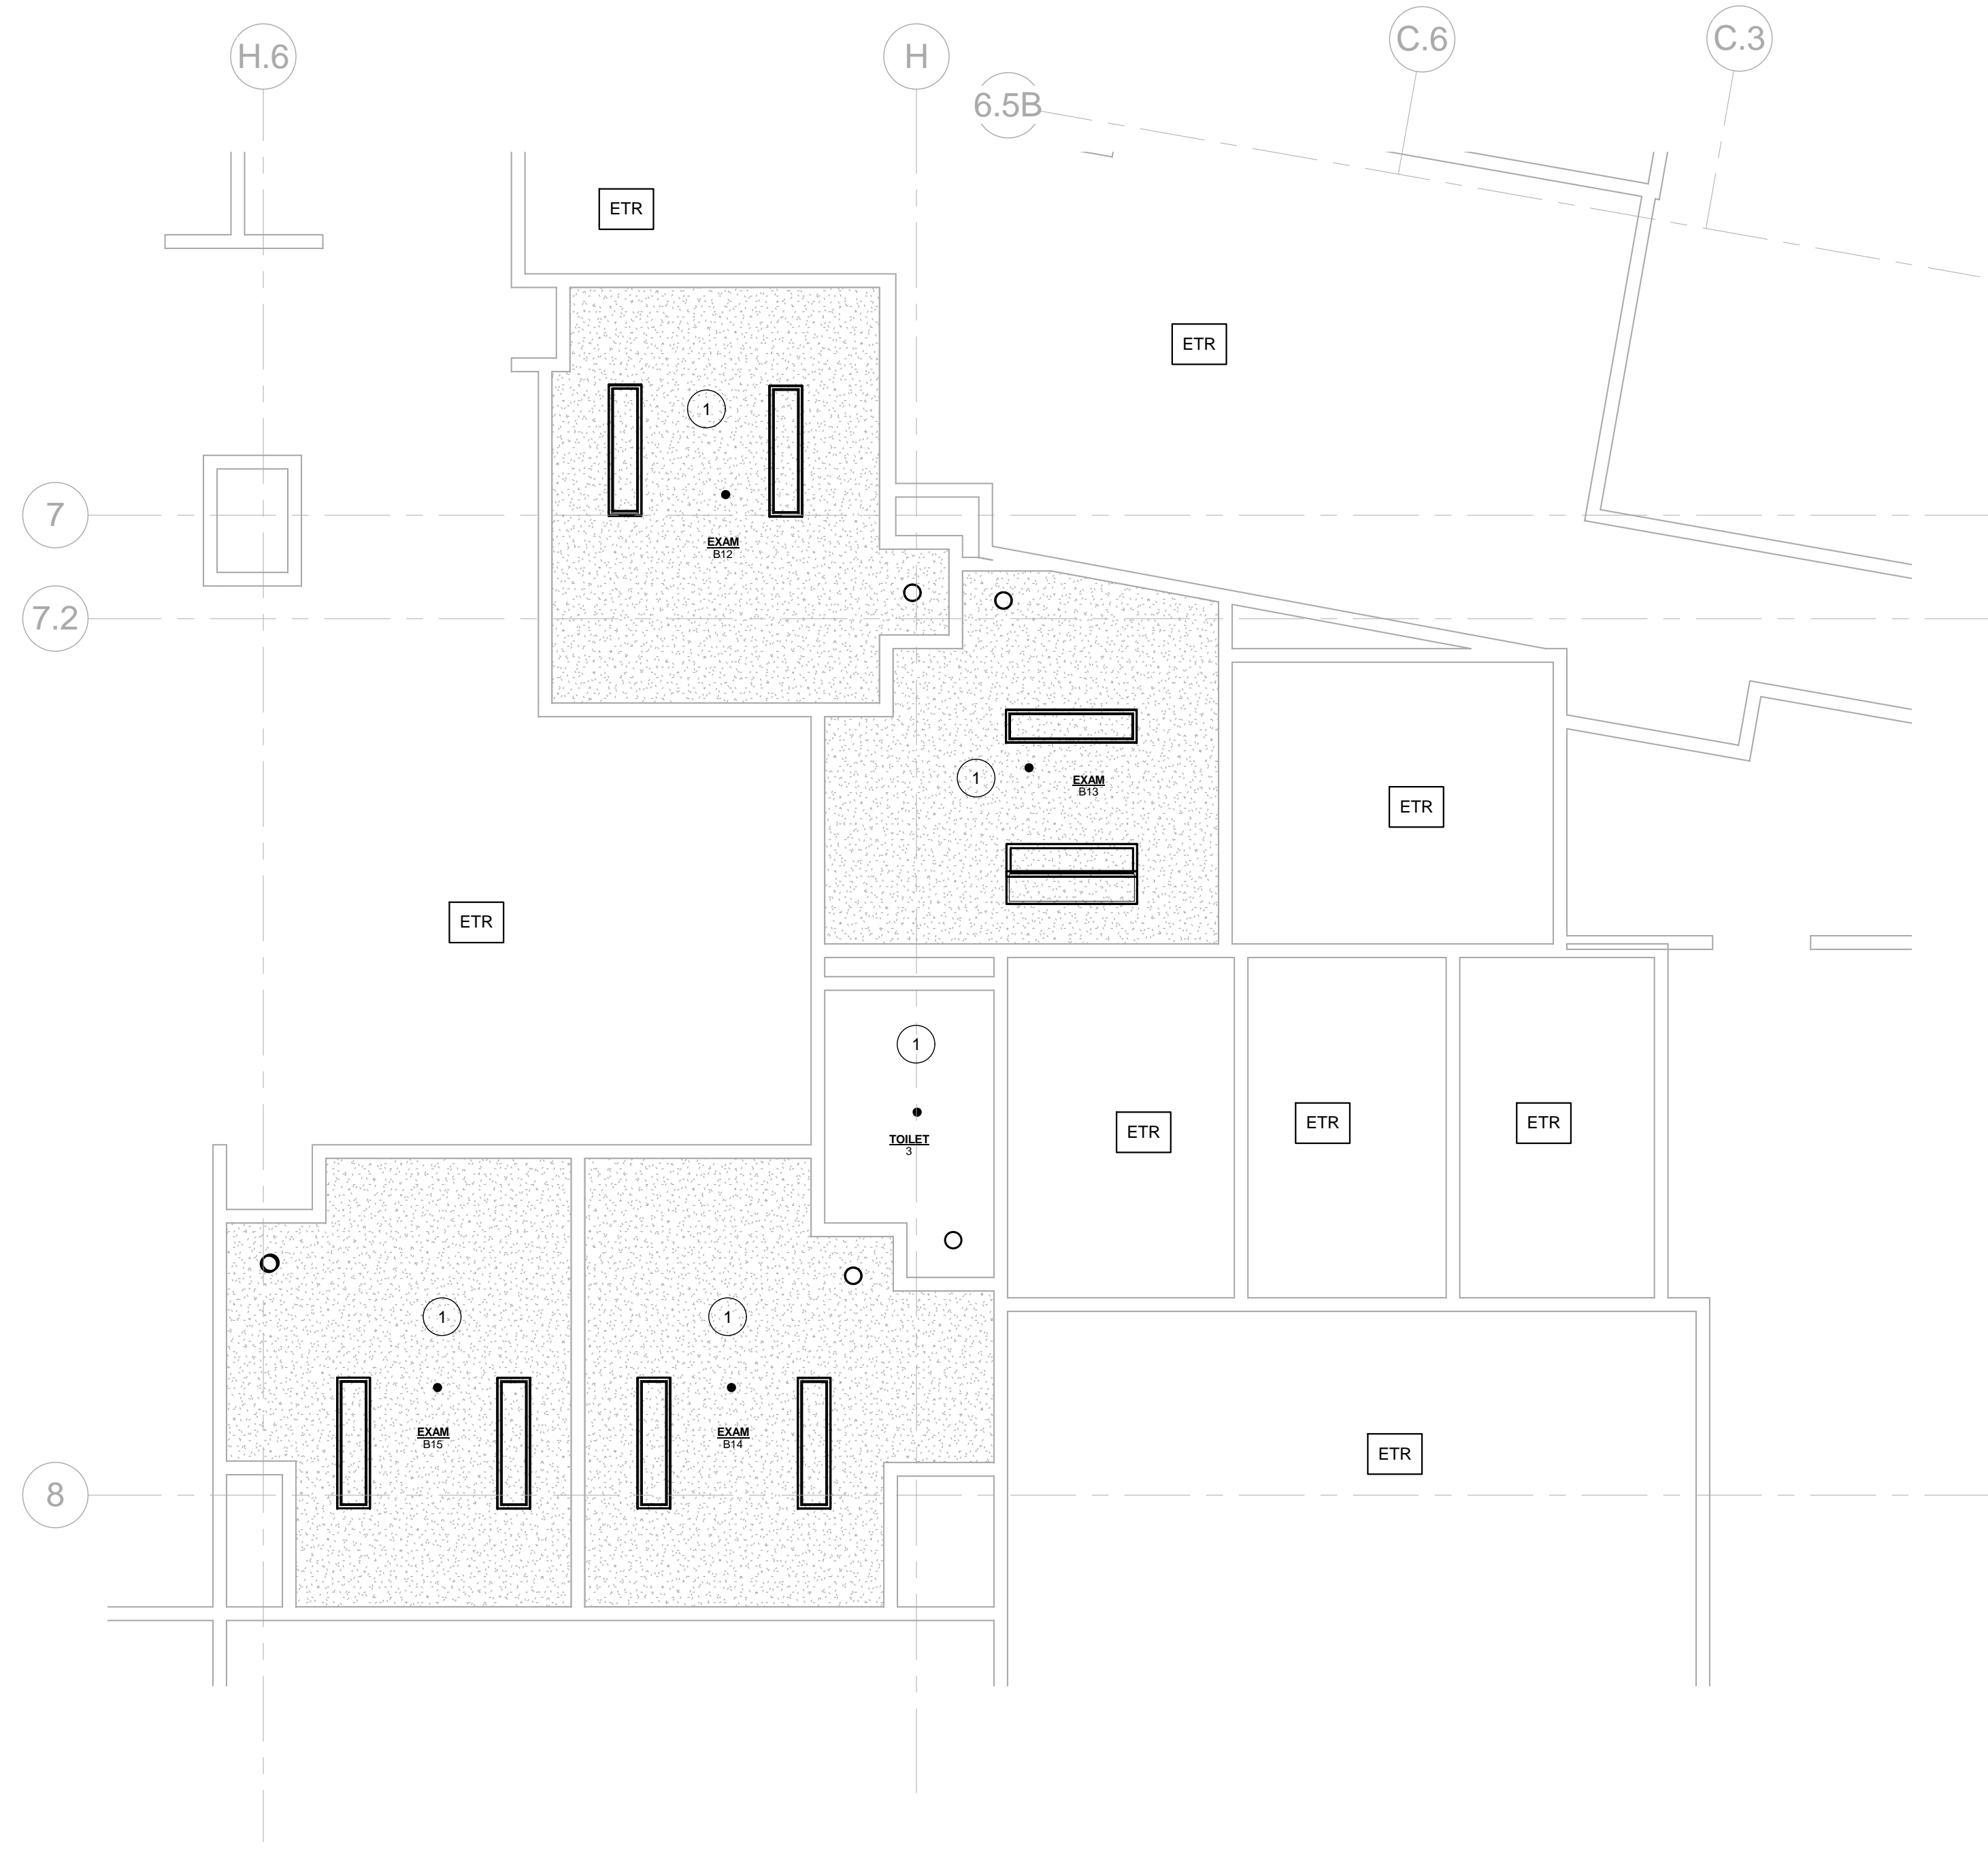 H.6
H
C.6
C.3
6.5B
ETR
ETR
1
7
EXAM
B12
7.2
1
EXAM
B13
ETR
ETR
1
TOILET
3
ETR
ETR
ETR
1
1
EXAM
B15
EXAM
B14
ETR
8